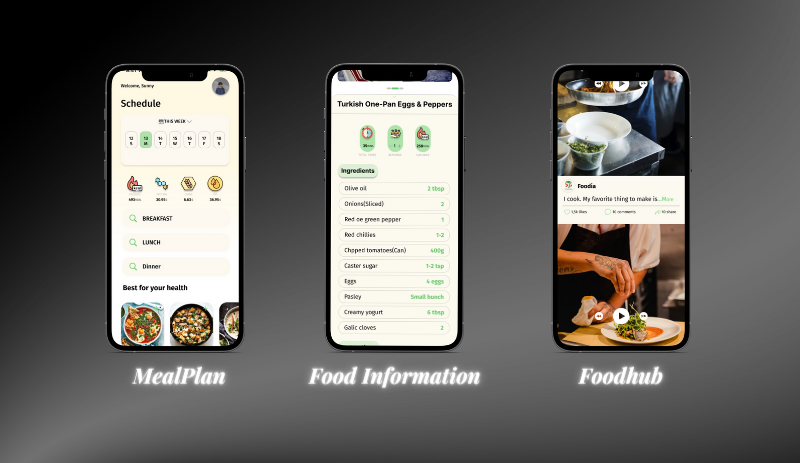 Welcome, Sunny
Schedule
THIS WEEK
12 13 14 15 16 17 18
S M T W T F S
BREAKFAST
LUNCH
Dinner
Best for your health
MealPlan
Turkish One-Pan Eggs & Peppers
Ingredients
Olive oil 2 tbsp
Onions(Sliced) 2
Red oe green pepper 1
Red chillies 1-2
Chpped tomatoes(Can) 400g
Caster sugar 1-2 tsp
Eggs 4 eggs
Pasley Small bunch
Creamy yogurt 6 tbsp
Galic cloves 2
Food Information
Foodia
I cook. My favorite thing to make is...More
Foodhub